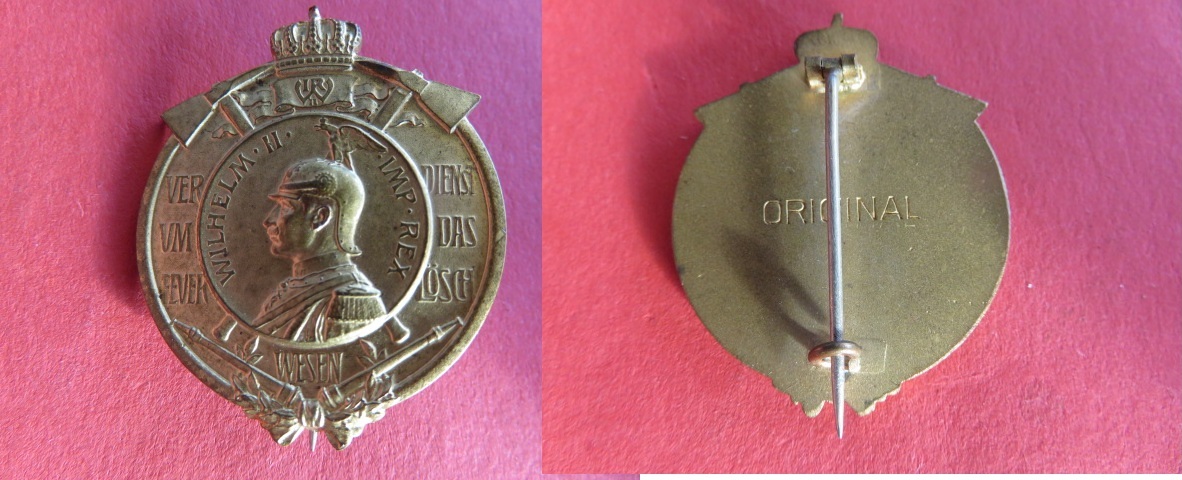 WILHELM · II · IMP · REX
VER DIENST
VM DAS
FEVER LÖSCH
WESEN
ORIGINAL